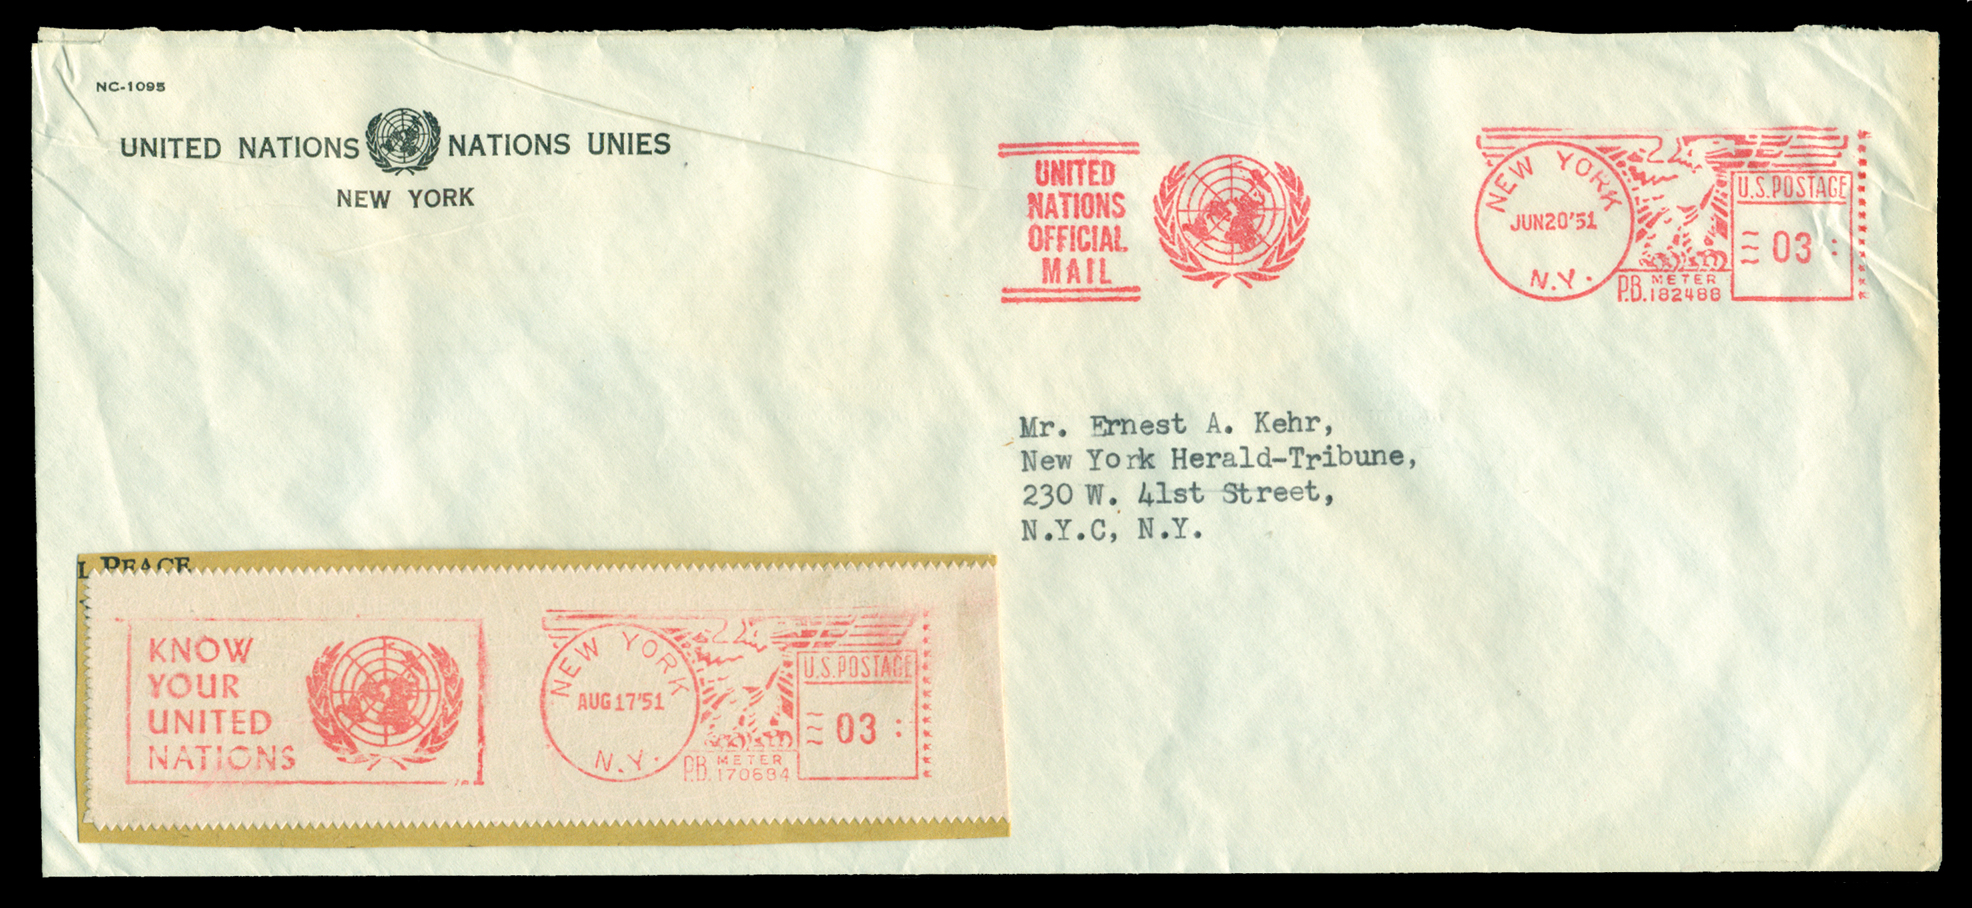 NC-1095
UNITED NATIONS NATIONS UNIES
NEW YORK
UNITED
NATIONS
OFFICIAL
MAIL
NEW YORK
JUN20'51
N.Y.
P.B. METER
182488
U.S.POSTAGE
03
Mr. Ernest A. Kehr,
New York Herald-Tribune,
230 W. 41st Street,
N.Y.C, N.Y.
L PEACE
KNOW
YOUR
UNITED
NATIONS
NEW YORK
AUG17'51
N.Y.
P.B. METER
170684
U.S.POSTAGE
03